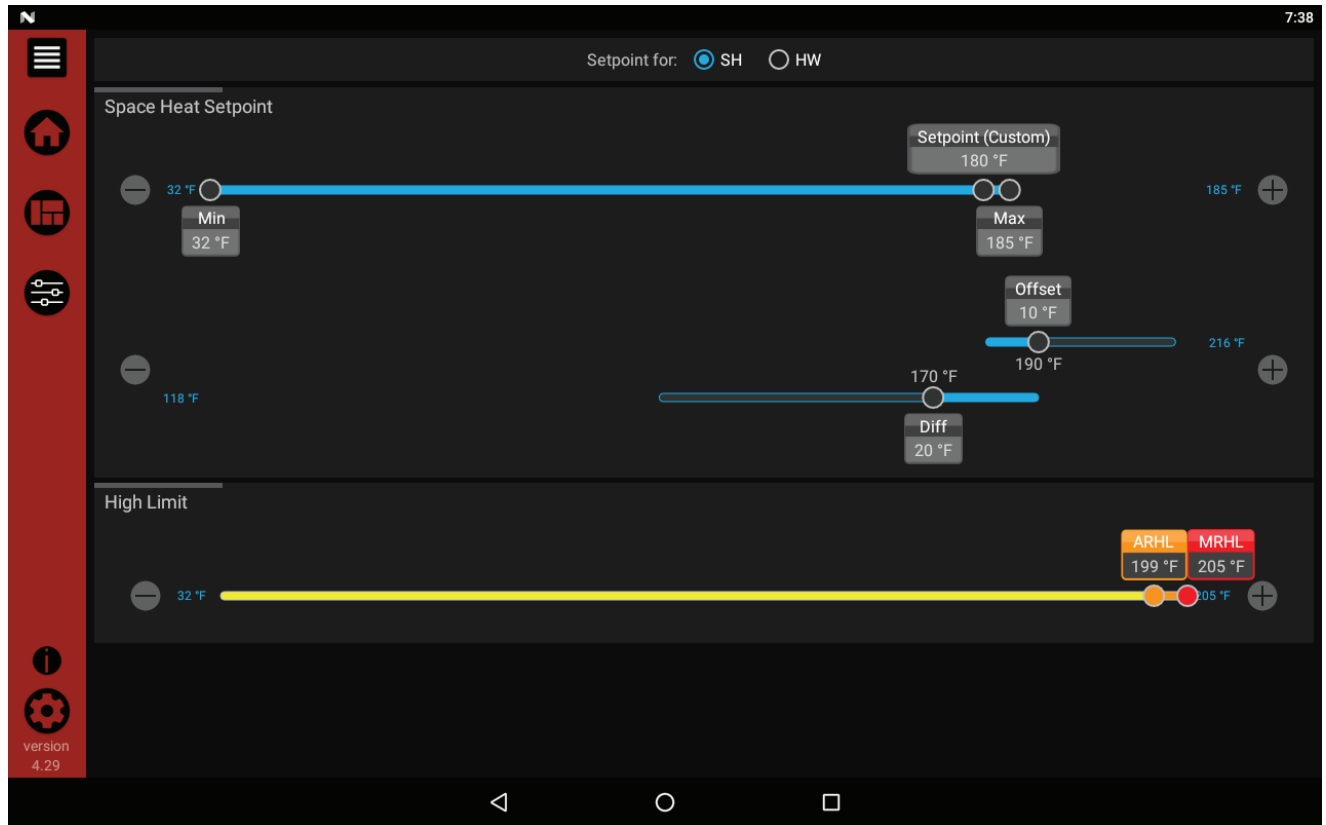 7:38
Setpoint for: SH HW
Space Heat Setpoint
Setpoint (Custom)
180 °F
32 °F
185 °F
Min
32 °F
Max
185 °F
Offset
10 °F
216 °F
190 °F
170 °F
118 °F
Diff
20 °F
High Limit
ARHL MRHL
199 °F 205 °F
32 °F
205 °F
version
4.29